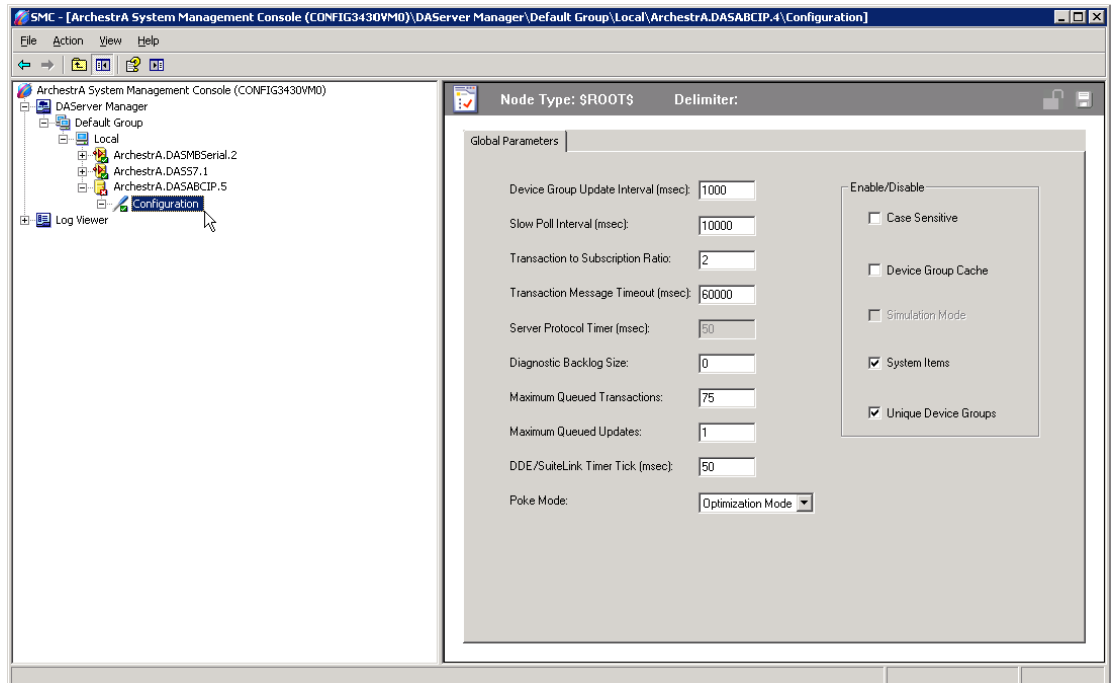 SMC - [ArchestrA System Management Console (CONFIG3430VM0)\DAServer Manager\Default Group\Local\ArchestrA.DASABCIP.4\Configuration]
File Action View Help
ArchestrA System Management Console (CONFIG3430VM0)
DAServer Manager
Default Group
Local
ArchestrA.DASMBSerial.2
ArchestrA.DASS7.1
ArchestrA.DASABCIP.5
Configuration
Log Viewer
Node Type: $ROOT$ Delimiter:
Global Parameters
Device Group Update Interval (msec): 1000
Slow Poll Interval (msec): 10000
Transaction to Subscription Ratio: 2
Transaction Message Timeout (msec): 60000
Server Protocol Timer (msec): 50
Diagnostic Backlog Size: 0
Maximum Queued Transactions: 75
Maximum Queued Updates: 1
DDE/SuiteLink Timer Tick (msec): 50
Poke Mode: Optimization Mode
Enable/Disable
Case Sensitive
Device Group Cache
Simulation Mode
System Items
Unique Device Groups